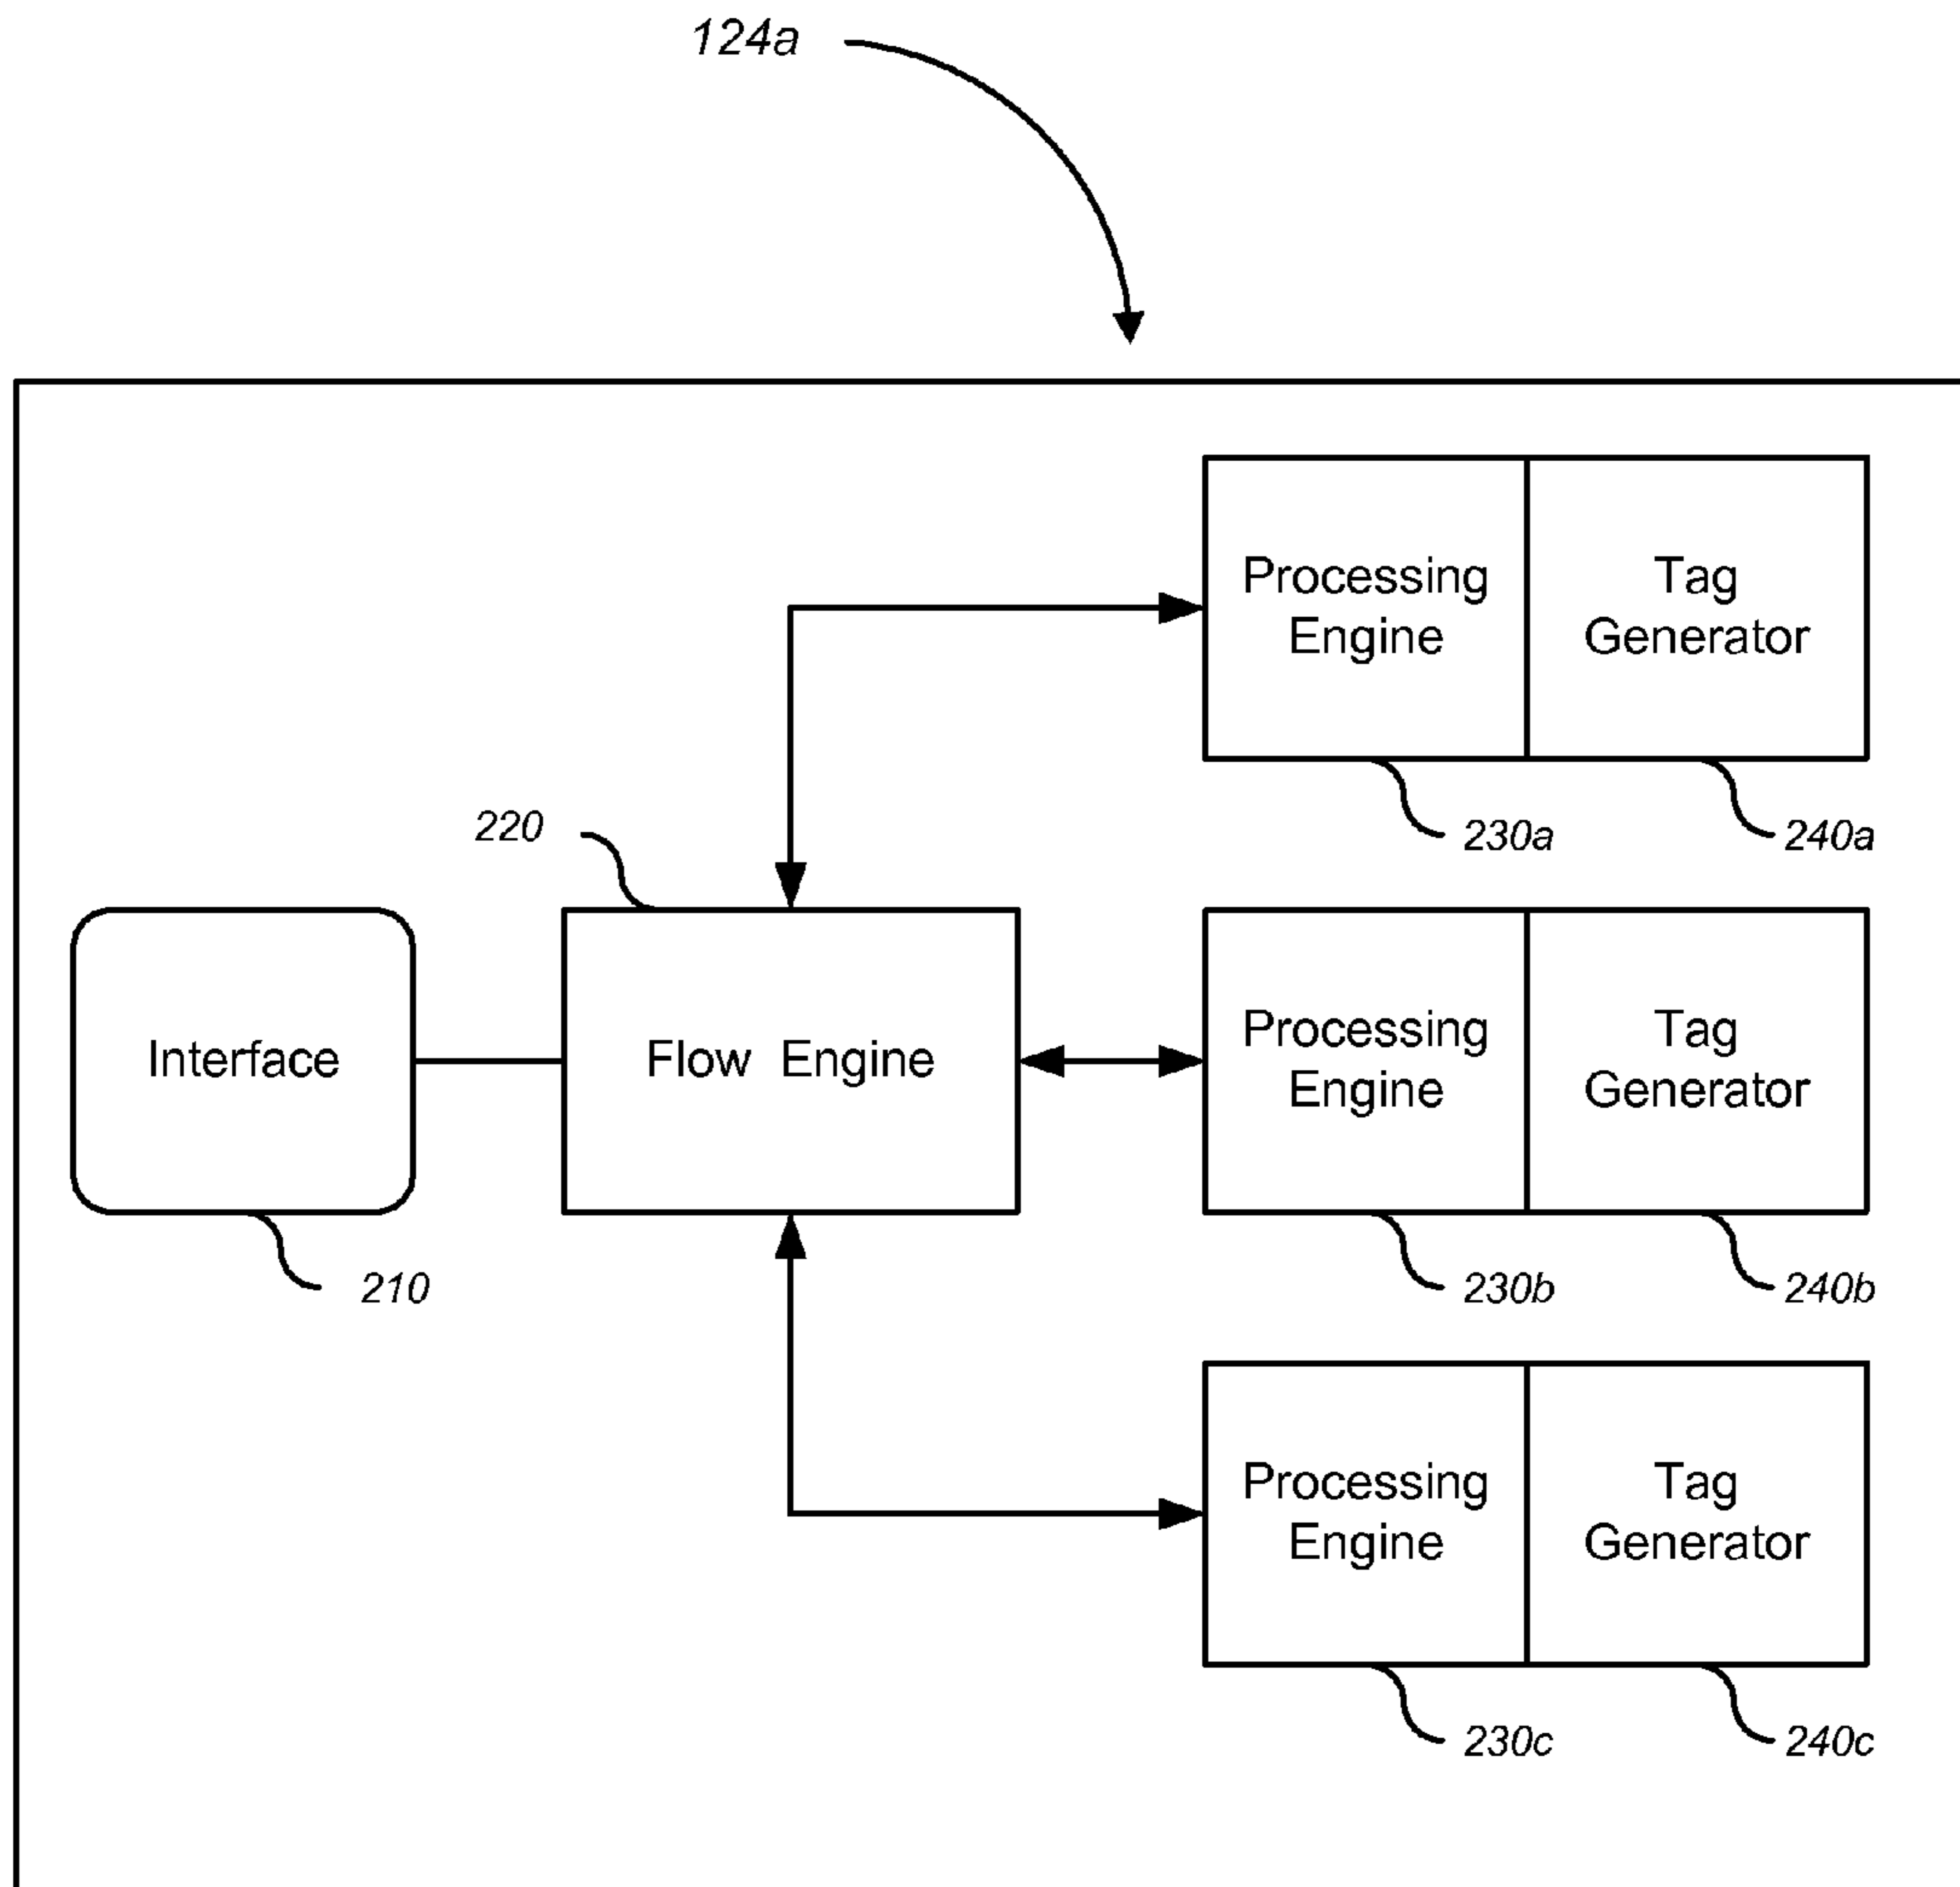 124a
Processing
Engine
Tag
Generator
230a
240a
220
Interface
Flow Engine
Processing
Engine
Tag
Generator
210
230b
240b
Processing
Engine
Tag
Generator
230c
240c